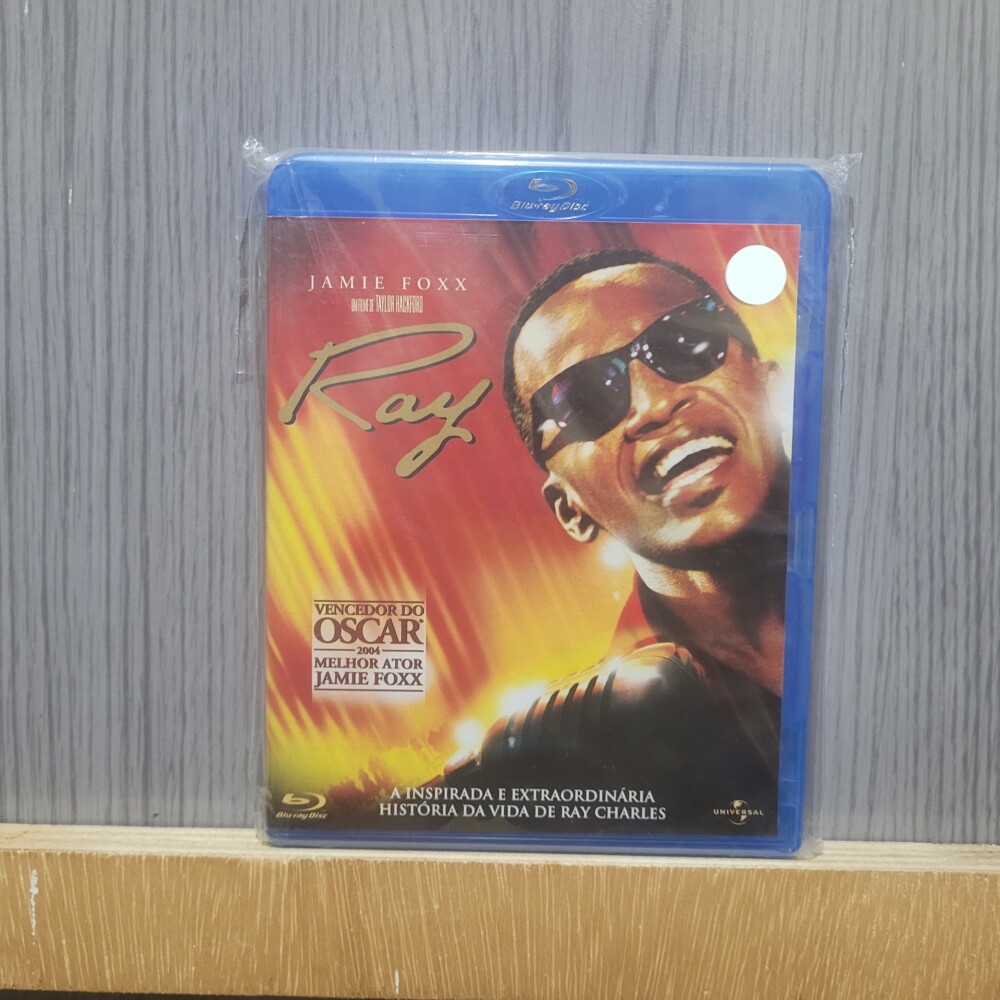 Blu-ray Disc
JAMIE FOXX
UM FILME DE TAYLOR HACKFORD
Ray
VENCEDOR DO
OSCAR®
2004
MELHOR ATOR
JAMIE FOXX
A INSPIRADA E EXTRAORDINÁRIA
HISTÓRIA DA VIDA DE RAY CHARLES
Blu-ray Disc
UNIVERSAL